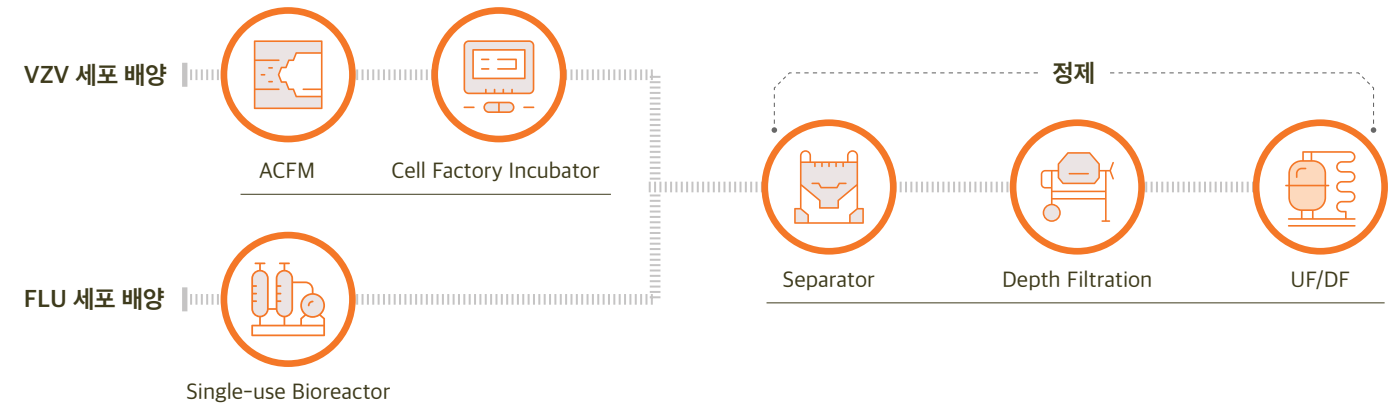 VZV 세포 배양
ACFM
Cell Factory Incubator
FLU 세포 배양
Single-use Bioreactor
정제
Separator
Depth Filtration
UF/DF